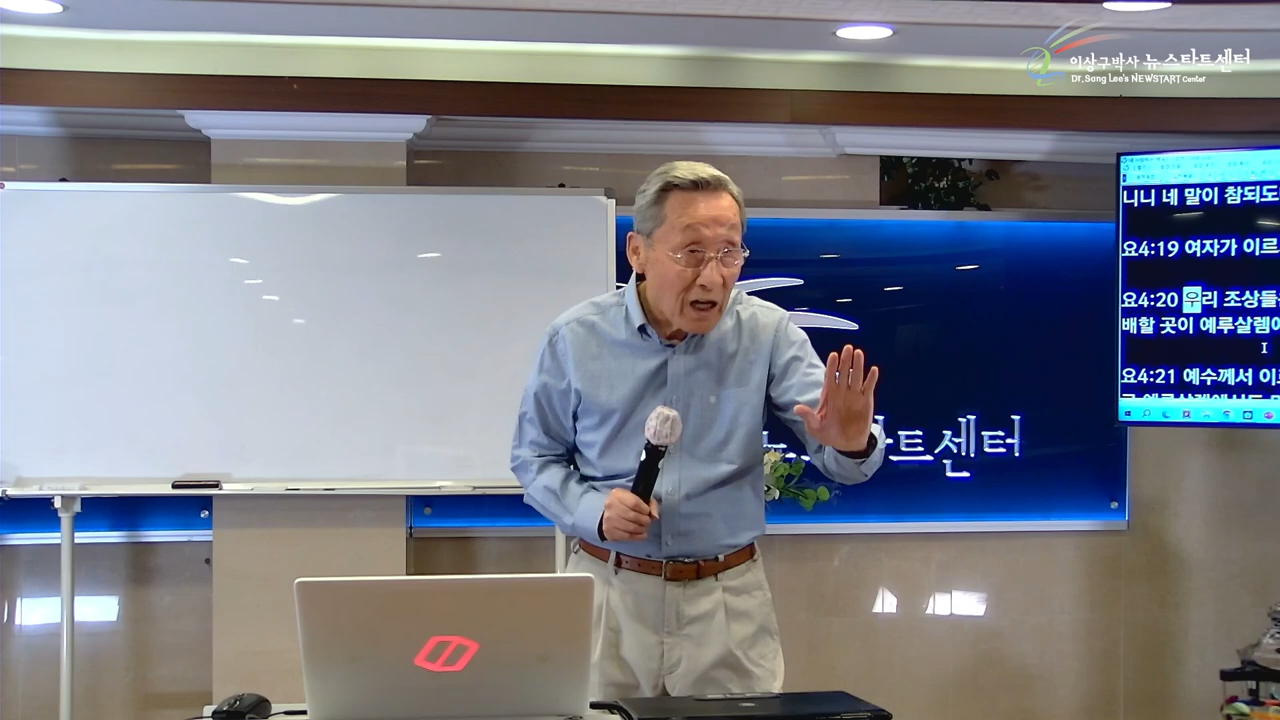 이상구박사 뉴스타트센터
Dr. Sang Lee's NEWSTART Center
니니 네 말이 참되도
요4:19 여자가 이르
요4:20 우리 조상들
배할 곳이 예루살렘에
요4:21 예수께서 이
트센터